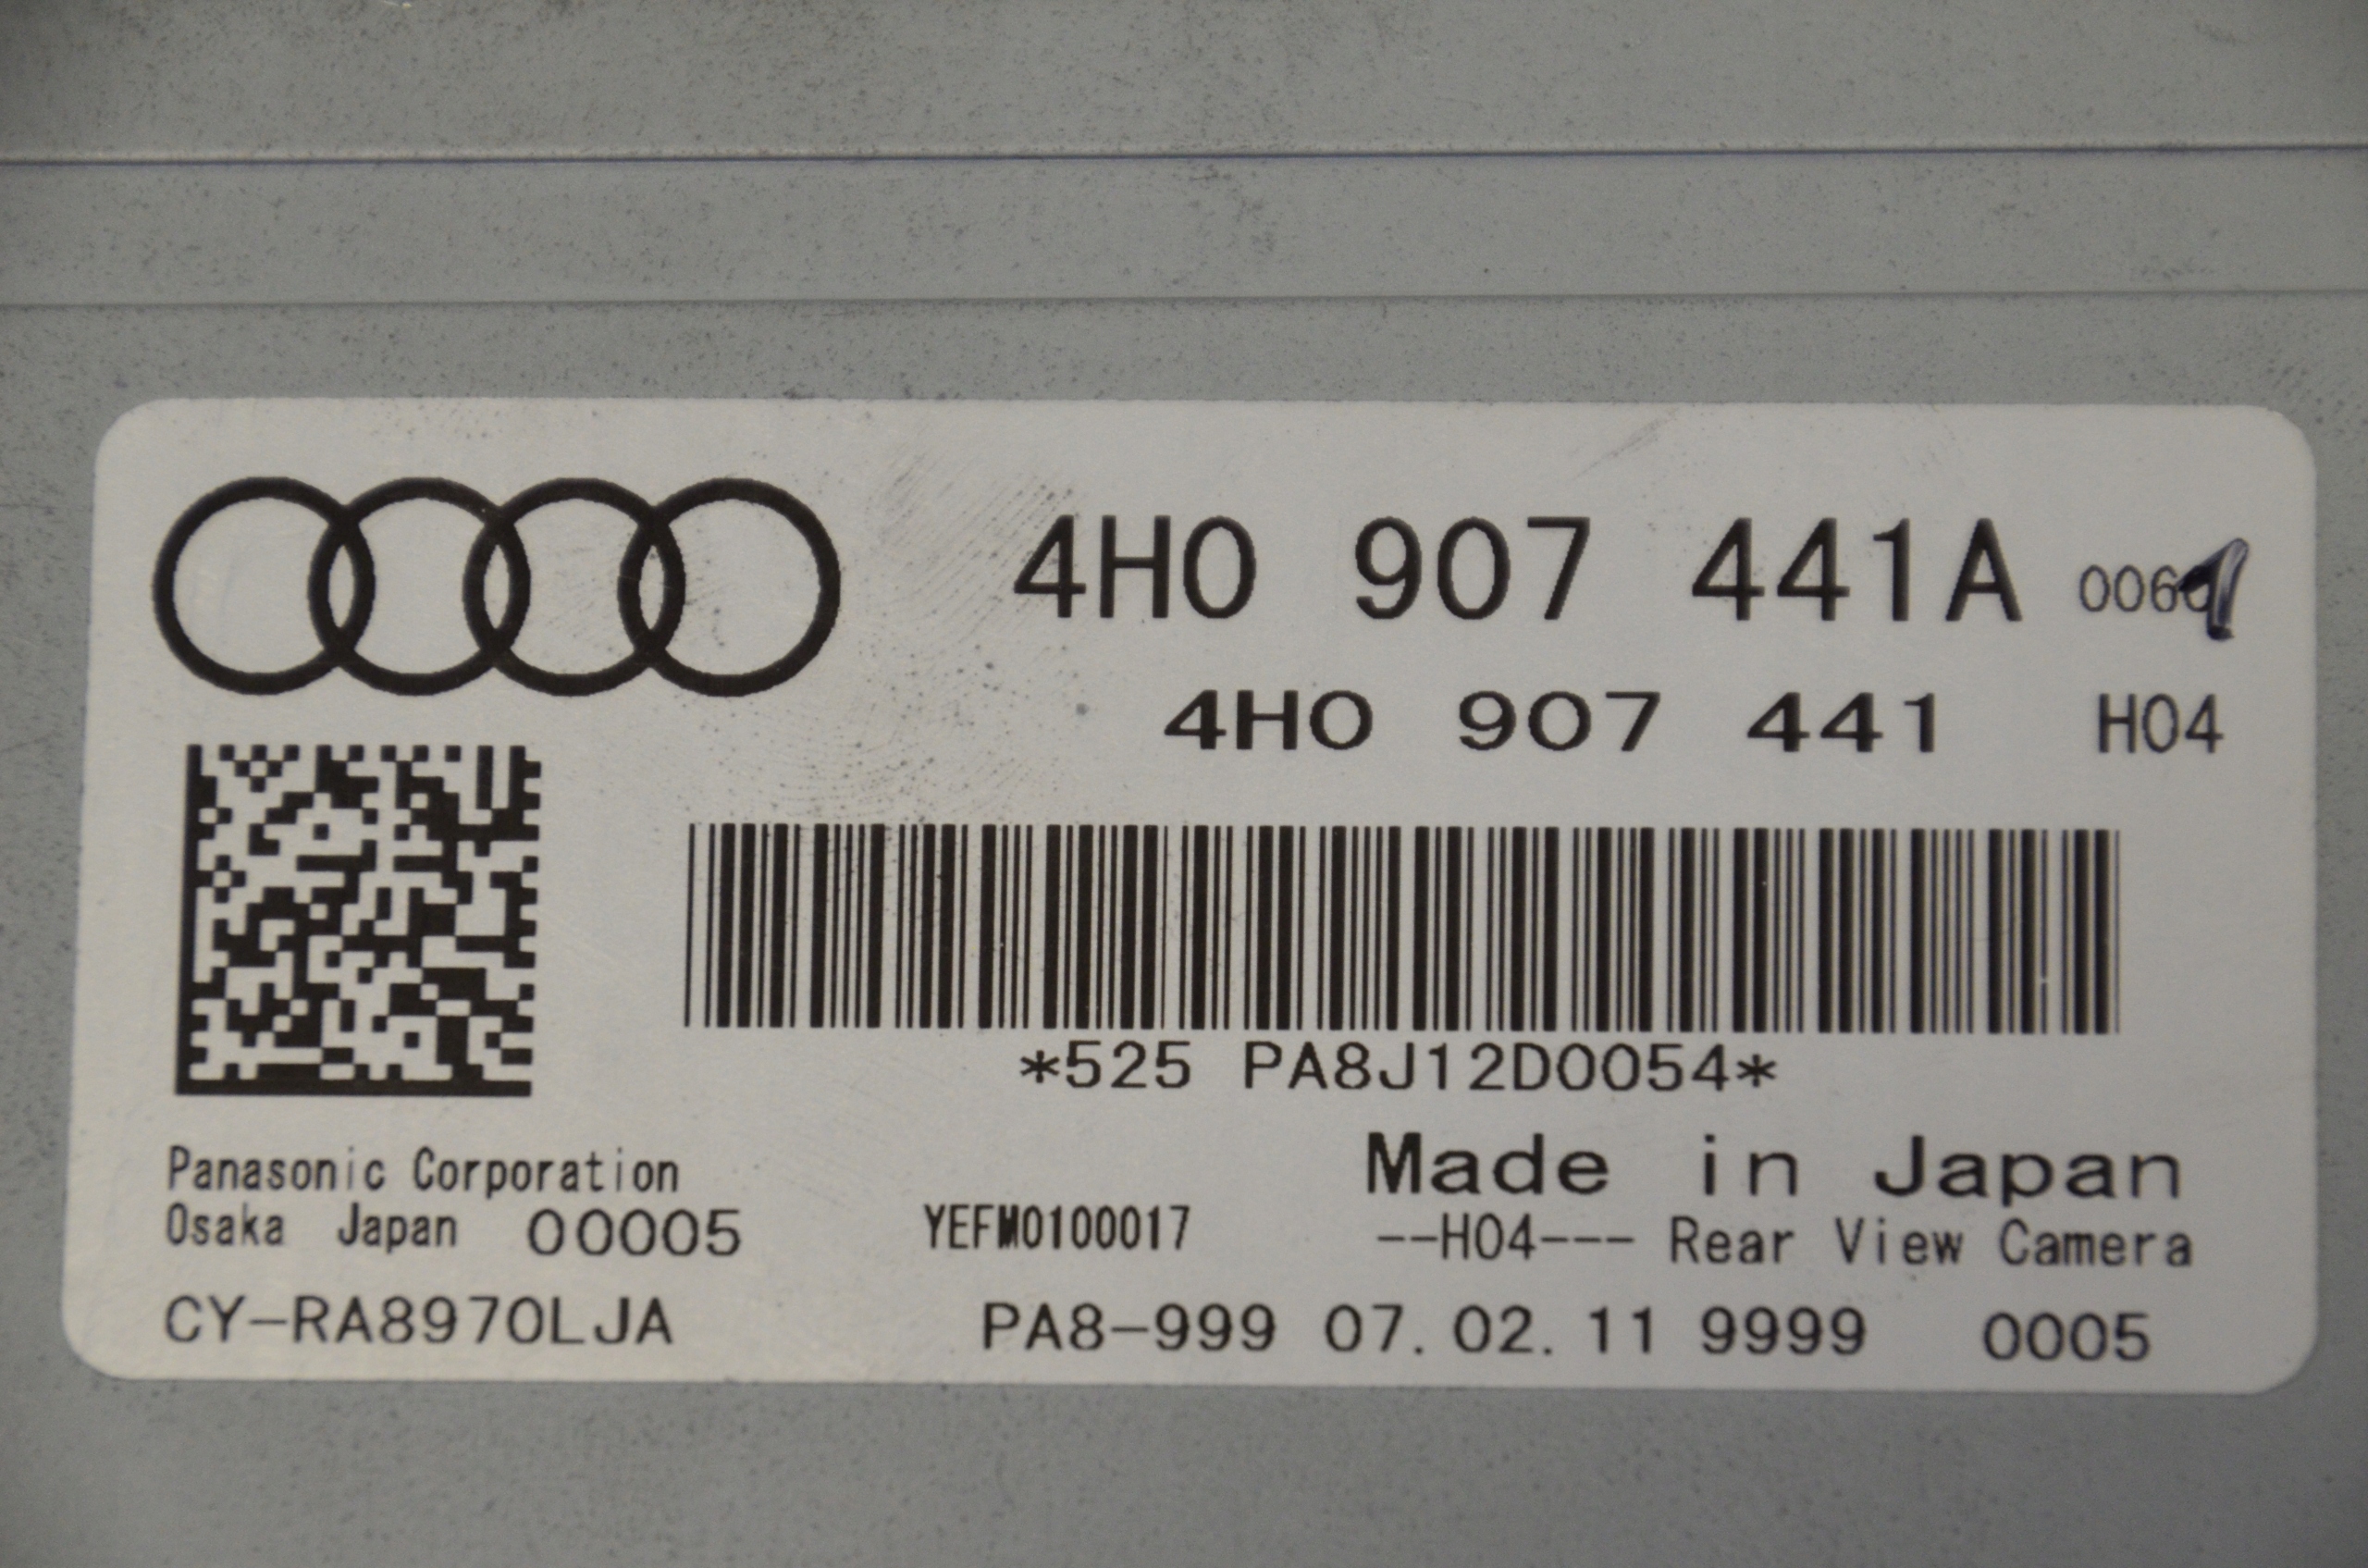 4H0 907 441A
4H0 907 441 H04
*525 PA8J12D0054*
Panasonic Corporation
Osaka Japan 00005
YEFM0100017
Made in Japan
--H04--- Rear View Camera
CY-RA8970LJA
PA8-999 07.02.11 9999 0005